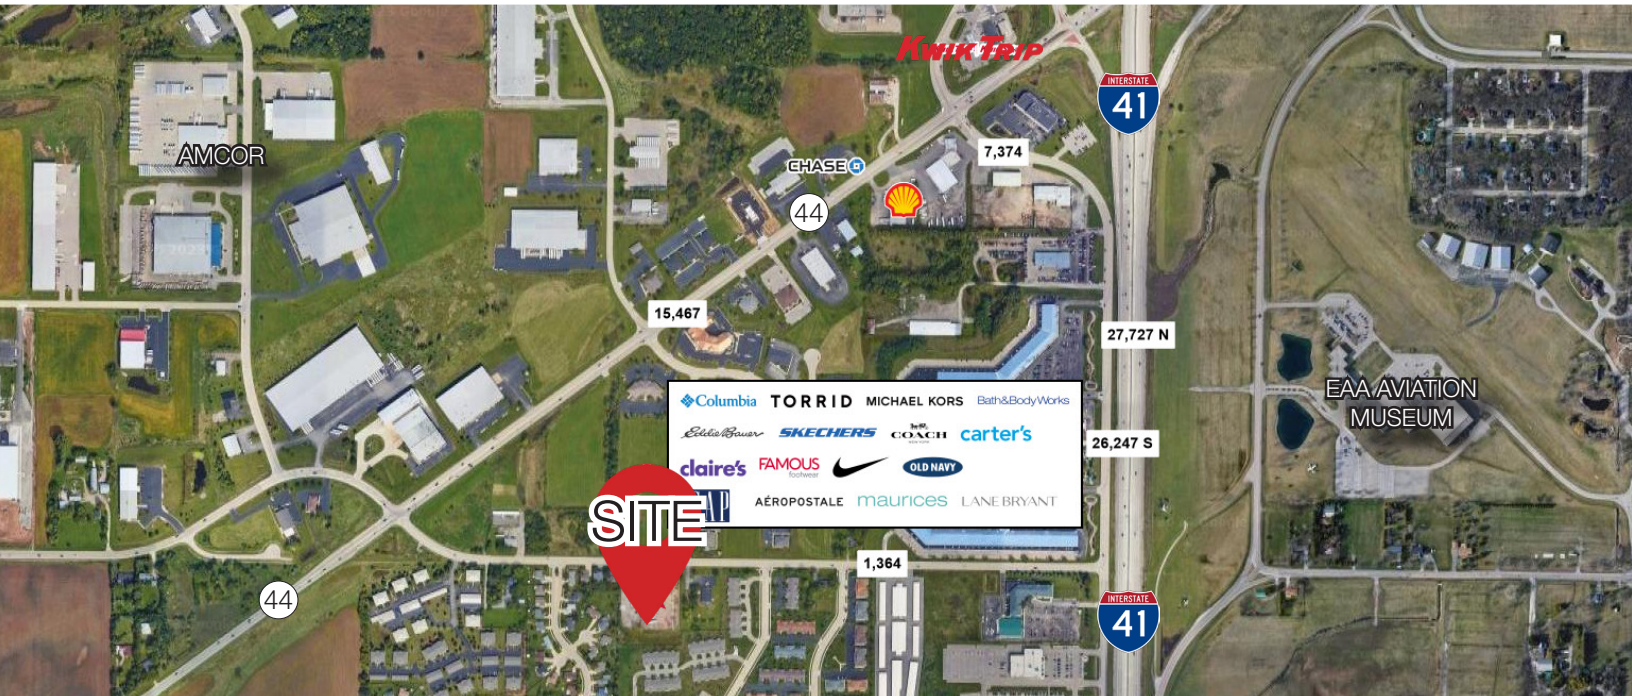 KWIK TRIP
INTERSTATE
41
AMCOR
7,374
CHASE
44
15,467
27,727 N
EAA AVIATION
MUSEUM
Columbia TORRID MICHAEL KORS Bath&BodyWorks
Eddie Bauer SKECHERS COACH carter's
claire's FAMOUS footwear OLD NAVY
AÉROPOSTALE maurices LANE BRYANT
26,247 S
SITE
1,364
44
INTERSTATE
41